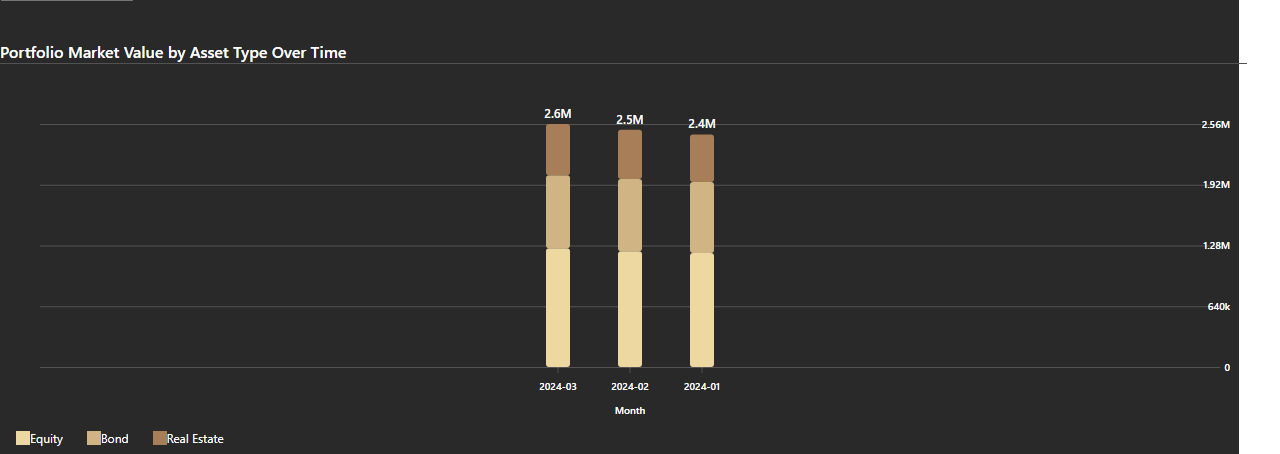 Portfolio Market Value by Asset Type Over Time
2.6M 2.5M 2.4M
2.56M
1.92M
1.28M
640k
0
2024-03 2024-02 2024-01
Month
Equity Bond Real Estate